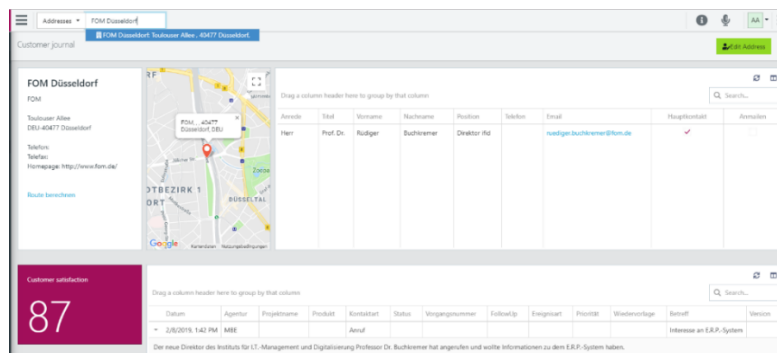 Addresses
FOM Düsseldorf
AA
FOM Düsseldorf: Toulouser Allee , 40477 Düsseldorf,
Customer journal
Edit Address
FOM Düsseldorf
FOM
Toulouser Allee
DEU-40477 Düsseldorf
Telefon:
Telefax:
Homepage: http://www.fom.de/
Route berechnen
FOM, , 40477
Düsseldorf, DEU
STADTBEZIRK 1
DÜSSELTAL
Google
Kartendaten Nutzungsbedingungen
Drag a column header here to group by that column
Search...
Anrede Titel Vorname Nachname Position Telefon Email Hauptkontakt Anmailen
Herr Prof. Dr. Rüdiger Buchkremer Direktor ifid ruediger.buchkremer@fom.de
Customer satisfaction
87
Drag a column header here to group by that column
Search...
Datum Agentur Projektname Produkt Kontaktart Status Vorgangsnummer FollowUp Ereignisart Priorität Wiedervorlage Betreff Version
2/8/2019, 1:42 PM MBE Anruf Interesse an E.R.P.-System
Der neue Direktor des Instituts für I.T.-Management und Digitalisierung Professor Dr. Buchkremer hat angerufen und wollte Informationen zu dem E.R.P.-System haben.